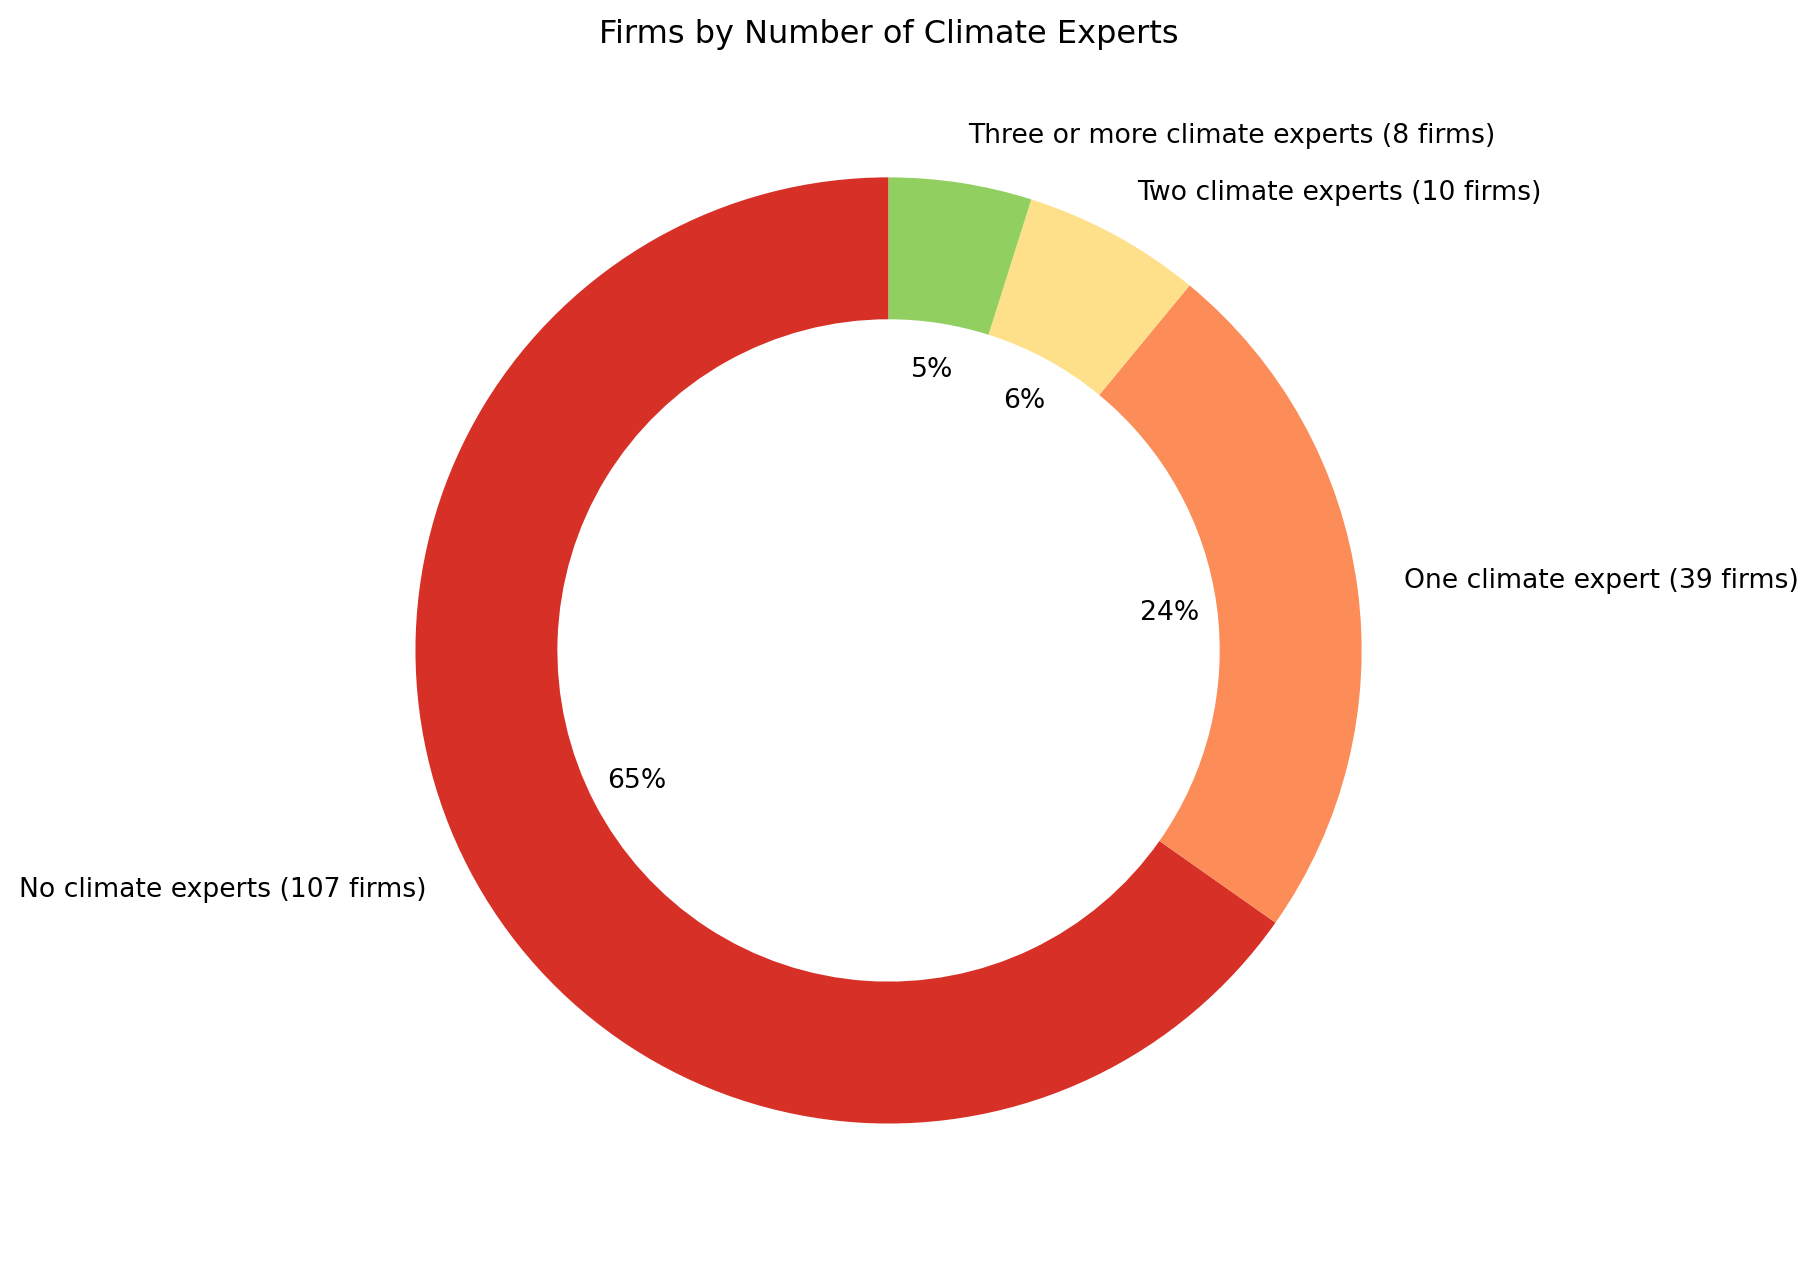 Firms by Number of Climate Experts
Three or more climate experts (8 firms)
Two climate experts (10 firms)
5%
6%
One climate expert (39 firms)
24%
65%
No climate experts (107 firms)